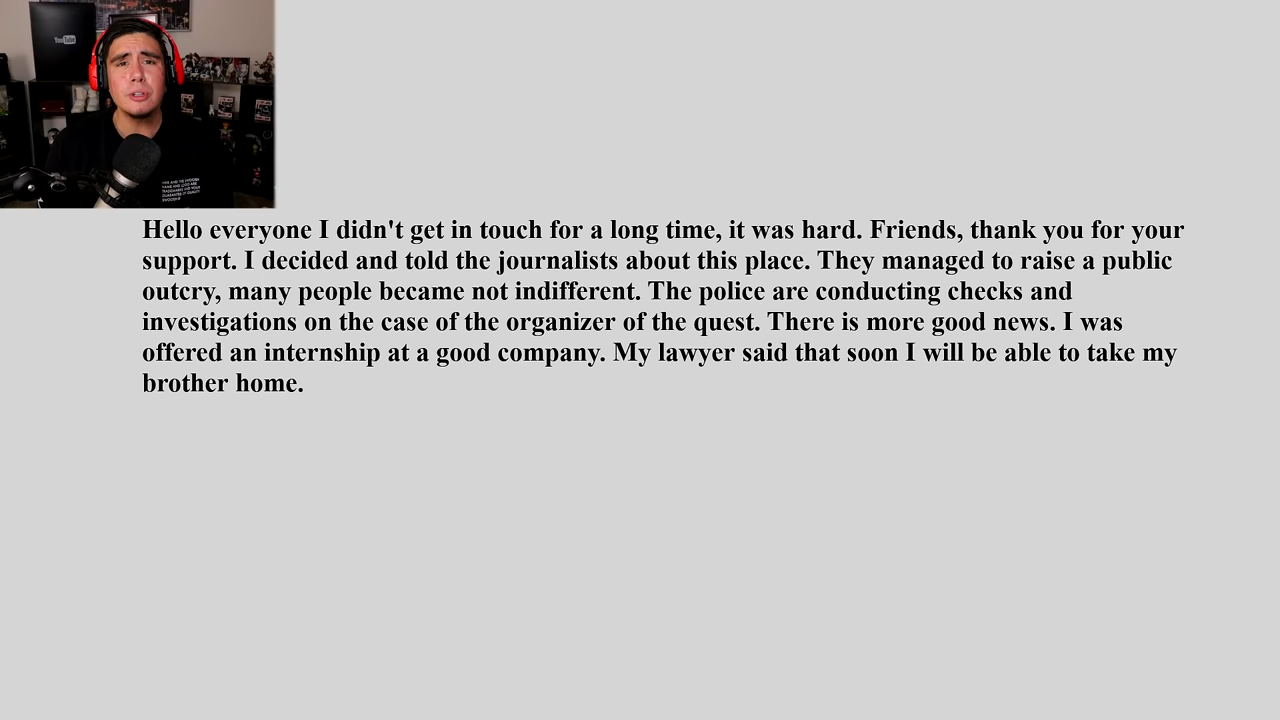 YouTube
Hello everyone I didn't get in touch for a long time, it was hard. Friends, thank you for your
support. I decided and told the journalists about this place. They managed to raise a public
outcry, many people became not indifferent. The police are conducting checks and
investigations on the case of the organizer of the quest. There is more good news. I was
offered an internship at a good company. My lawyer said that soon I will be able to take my
brother home.